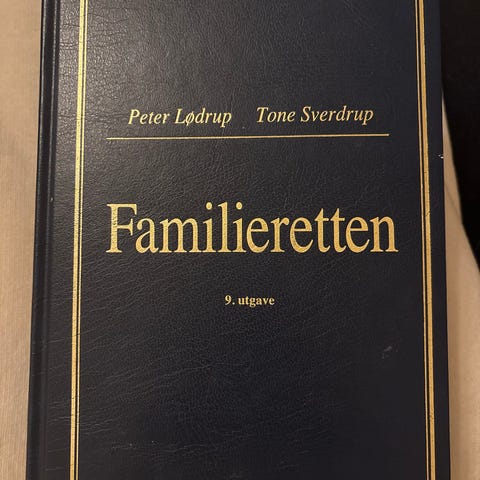 Peter Lødrup Tone Sverdrup
Familieretten
9. utgave